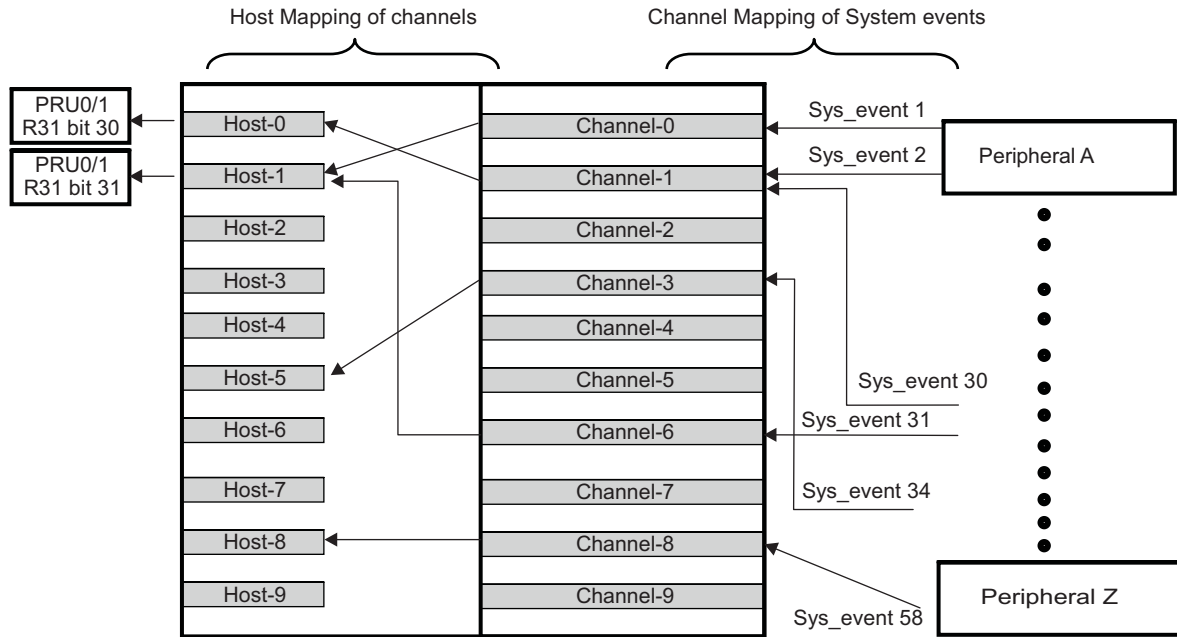 Host Mapping of channels
Channel Mapping of System events
PRU0/1
R31 bit 30
PRU0/1
R31 bit 31
Host-0
Host-1
Host-2
Host-3
Host-4
Host-5
Host-6
Host-7
Host-8
Host-9
Channel-0
Channel-1
Channel-2
Channel-3
Channel-4
Channel-5
Channel-6
Channel-7
Channel-8
Channel-9
Sys_event 1
Sys_event 2
Sys_event 30
Sys_event 31
Sys_event 34
Sys_event 58
Peripheral A
Peripheral Z